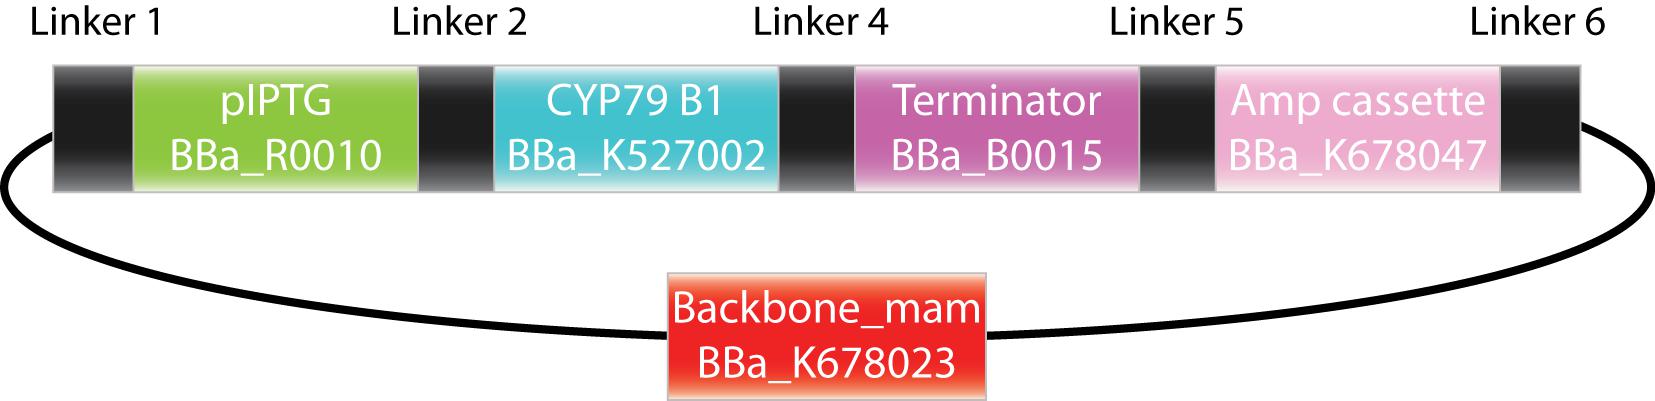 Linker 1 Linker 2 Linker 4 Linker 5 Linker 6
pIPTG
BBa_R0010
CYP79 B1
BBa_K527002
Terminator
BBa_B0015
Amp cassette
BBa_K678047
Backbone_mam
BBa_K678023